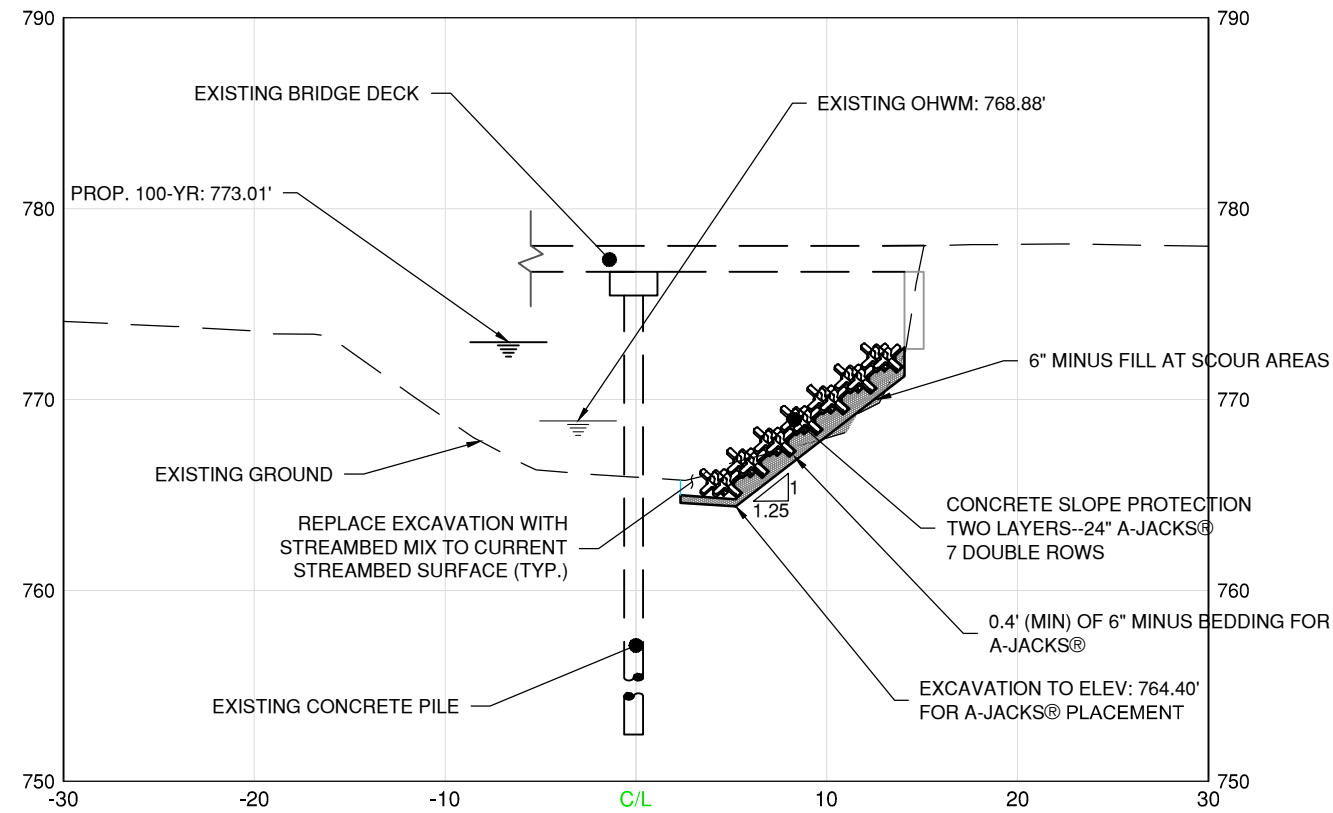 790
790
EXISTING BRIDGE DECK
EXISTING OHWM: 768.88'
PROP. 100-YR: 773.01'
780
780
6" MINUS FILL AT SCOUR AREAS
770
770
EXISTING GROUND
1
1.25
CONCRETE SLOPE PROTECTION
TWO LAYERS--24" A-JACKS®
7 DOUBLE ROWS
REPLACE EXCAVATION WITH
STREAMBED MIX TO CURRENT
STREAMBED SURFACE (TYP.)
760
760
0.4' (MIN) OF 6" MINUS BEDDING FOR
A-JACKS®
EXISTING CONCRETE PILE
EXCAVATION TO ELEV: 764.40'
FOR A-JACKS® PLACEMENT
750
750
-30
-20
-10
C/L
10
20
30